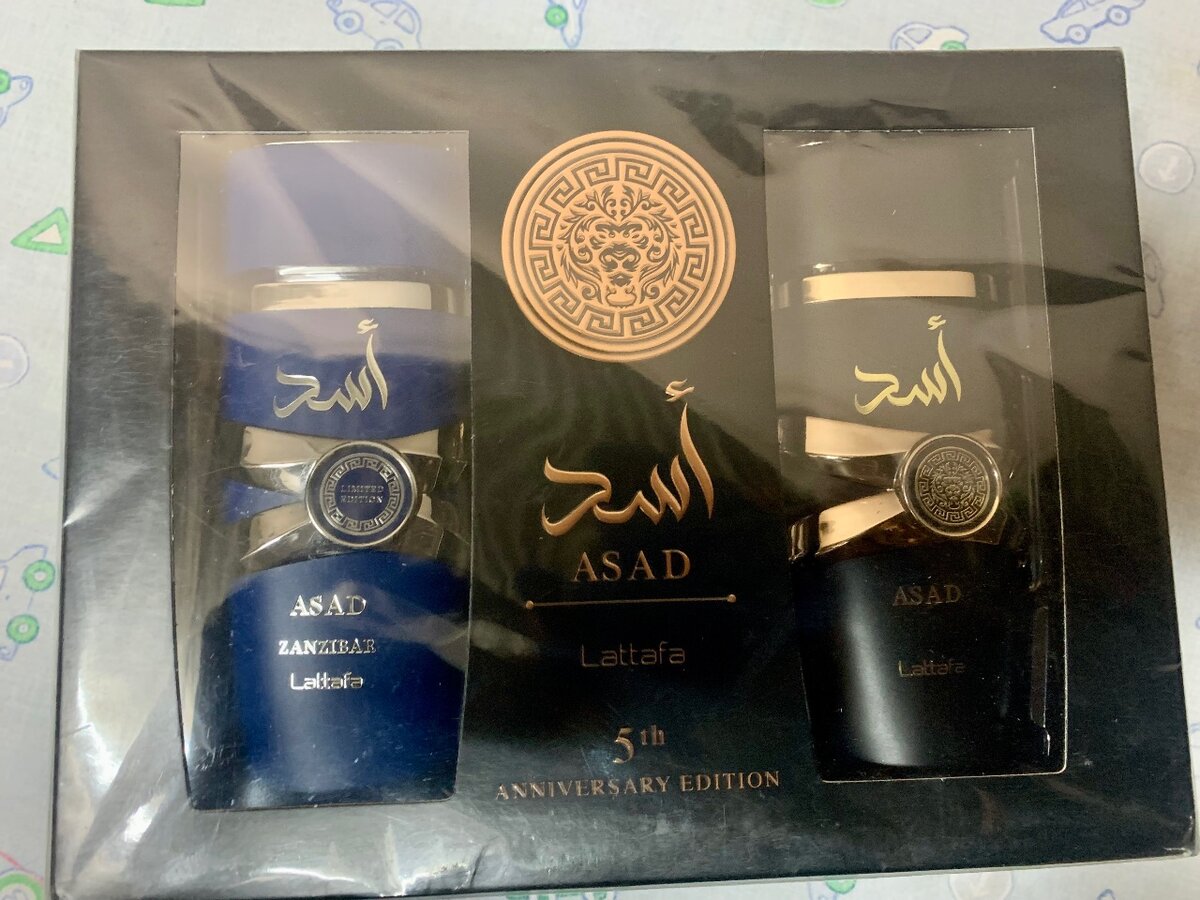 أسد
LIMITED
EDITION
ASAD
ZANZIBAR
Lattafa
أسد
ASAD
Lattafa
5th
ANNIVERSARY EDITION
أسد
ASAD
Lattafa